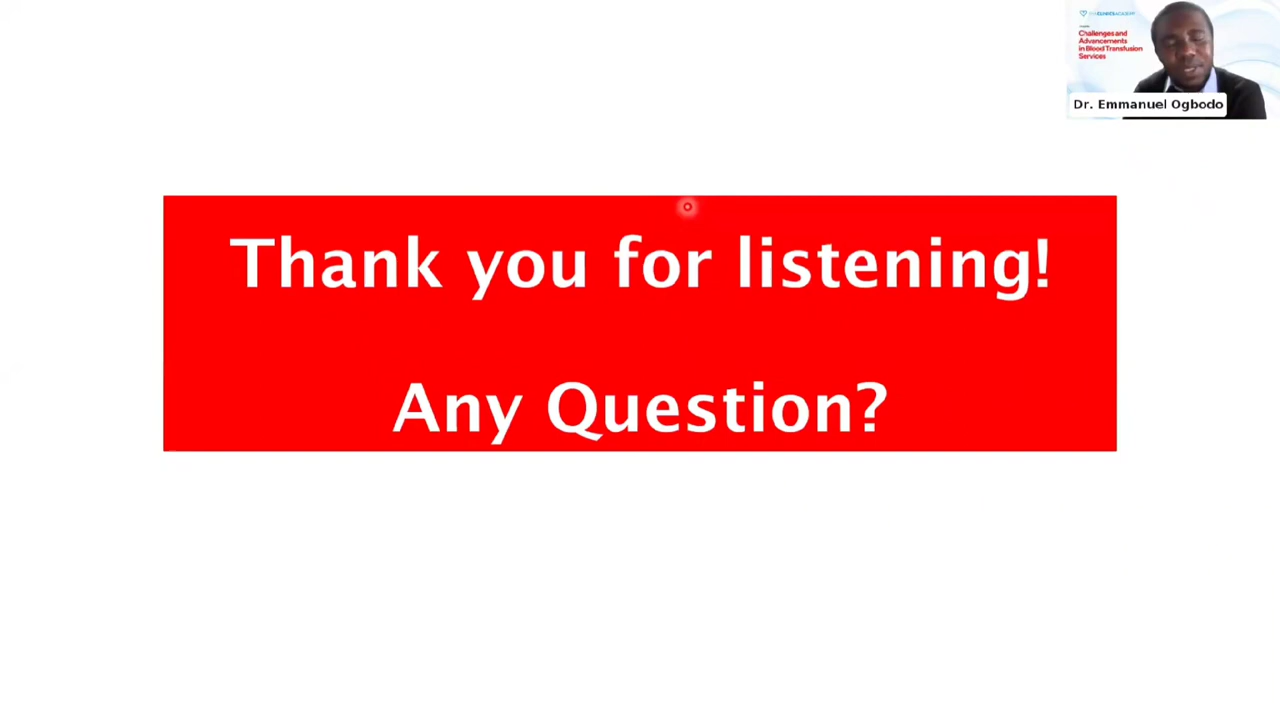 Challenges and
Advancements
in Blood Transfusion
Services
Dr. Emmanuel Ogbodo
Thank you for listening!
Any Question?